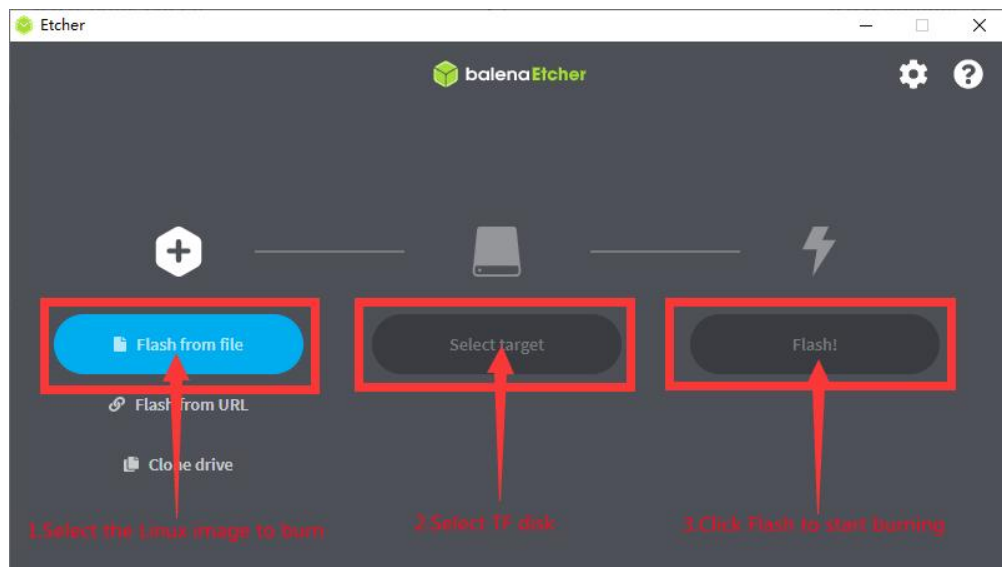 Etcher
balenaEtcher
Flash from file
Select target
Flash!
Flash from URL
Clone drive
1.Select the Linux image to burn
2.Select TF disk
3.Click Flash to start burning